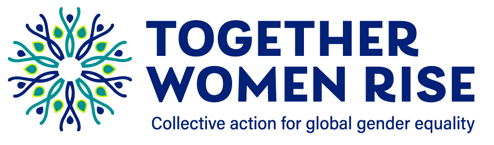 TOGETHER
WOMEN RISE
Collective action for global gender equality